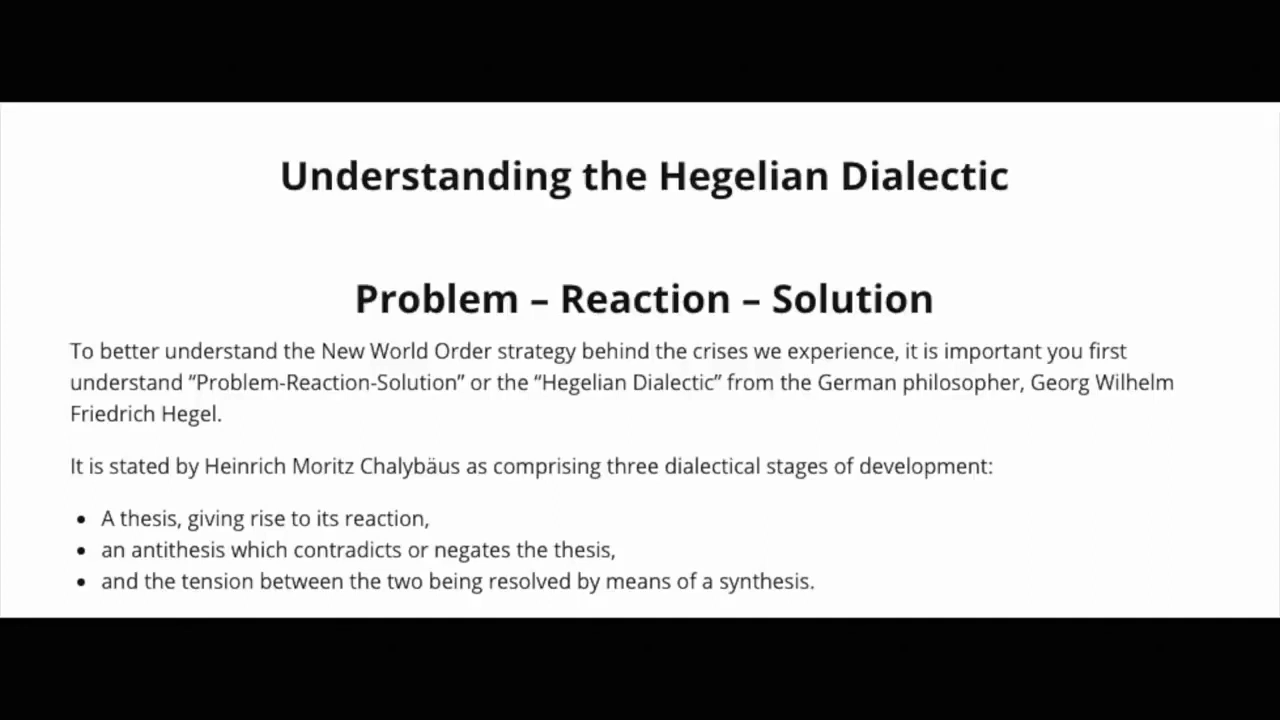 Understanding the Hegelian Dialectic
Problem – Reaction – Solution
To better understand the New World Order strategy behind the crises we experience, it is important you first
understand “Problem-Reaction-Solution” or the “Hegelian Dialectic” from the German philosopher, Georg Wilhelm
Friedrich Hegel.
It is stated by Heinrich Moritz Chalybäus as comprising three dialectical stages of development:
• A thesis, giving rise to its reaction,
• an antithesis which contradicts or negates the thesis,
• and the tension between the two being resolved by means of a synthesis.